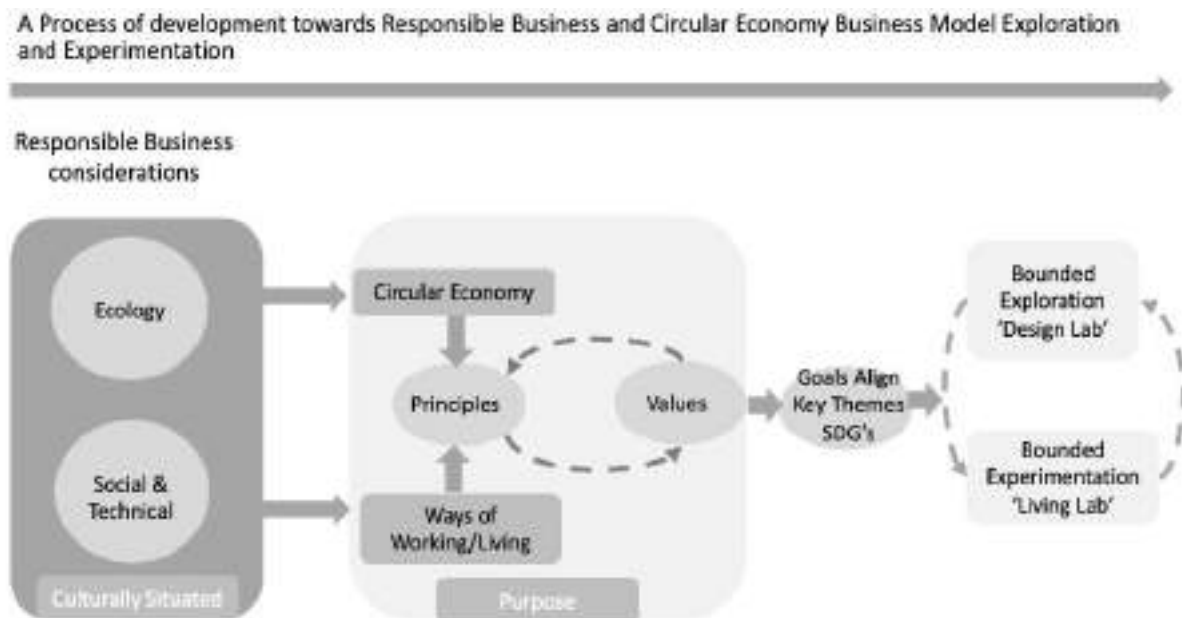 A Process of development towards Responsible Business and Circular Economy Business Model Exploration
and Experimentation
Responsible Business
considerations
Ecology
Social &
Technical
Culturally Situated
Circular Economy
Principles
Values
Ways of
Working/Living
Purpose
Goals Align
Key Themes
SDG's
Bounded
Exploration
'Design Lab'
Bounded
Experimentation
'Living Lab'